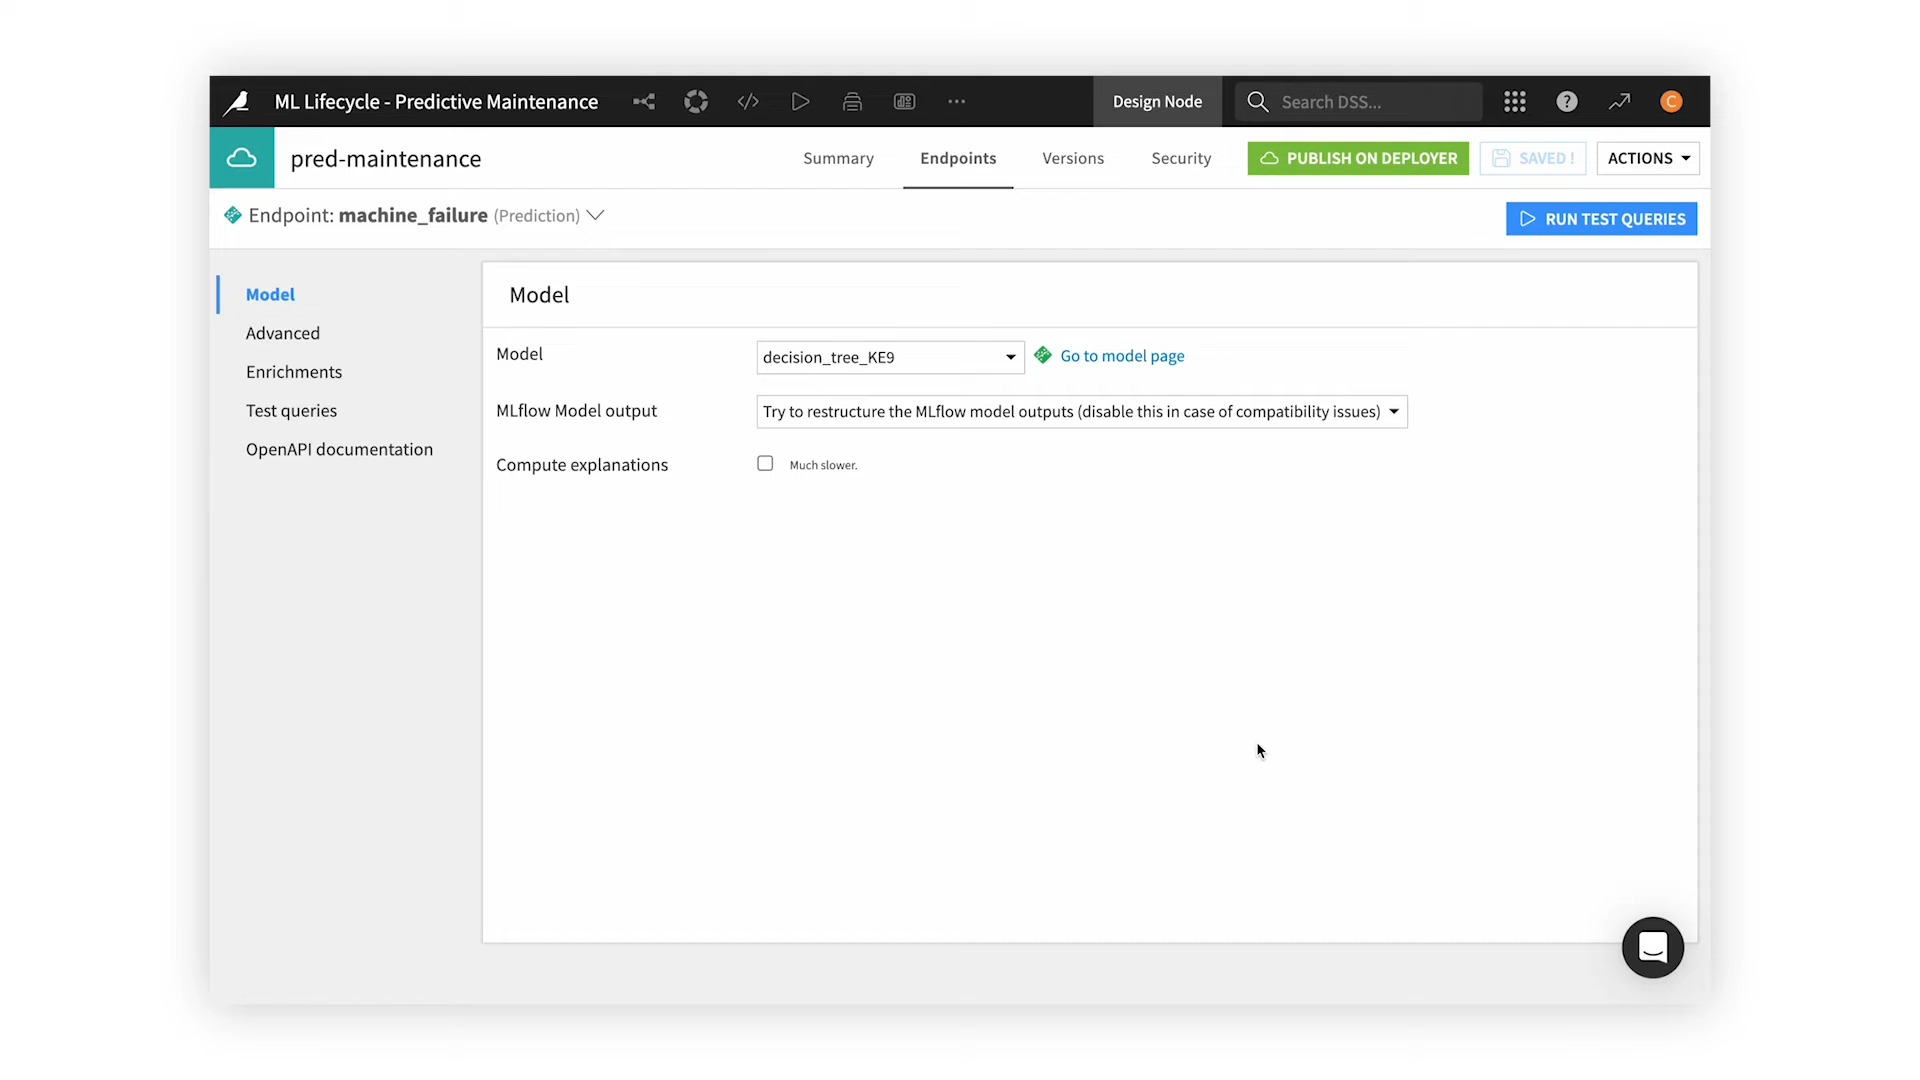 ML Lifecycle - Predictive Maintenance
Design Node
Search DSS...
C
pred-maintenance
Summary
Endpoints
Versions
Security
PUBLISH ON DEPLOYER
SAVED !
ACTIONS
Endpoint: machine_failure (Prediction)
RUN TEST QUERIES
Model
Advanced
Enrichments
Test queries
OpenAPI documentation
Model
Model
decision_tree_KE9
Go to model page
MLflow Model output
Try to restructure the MLflow model outputs (disable this in case of compatibility issues)
Compute explanations
Much slower.